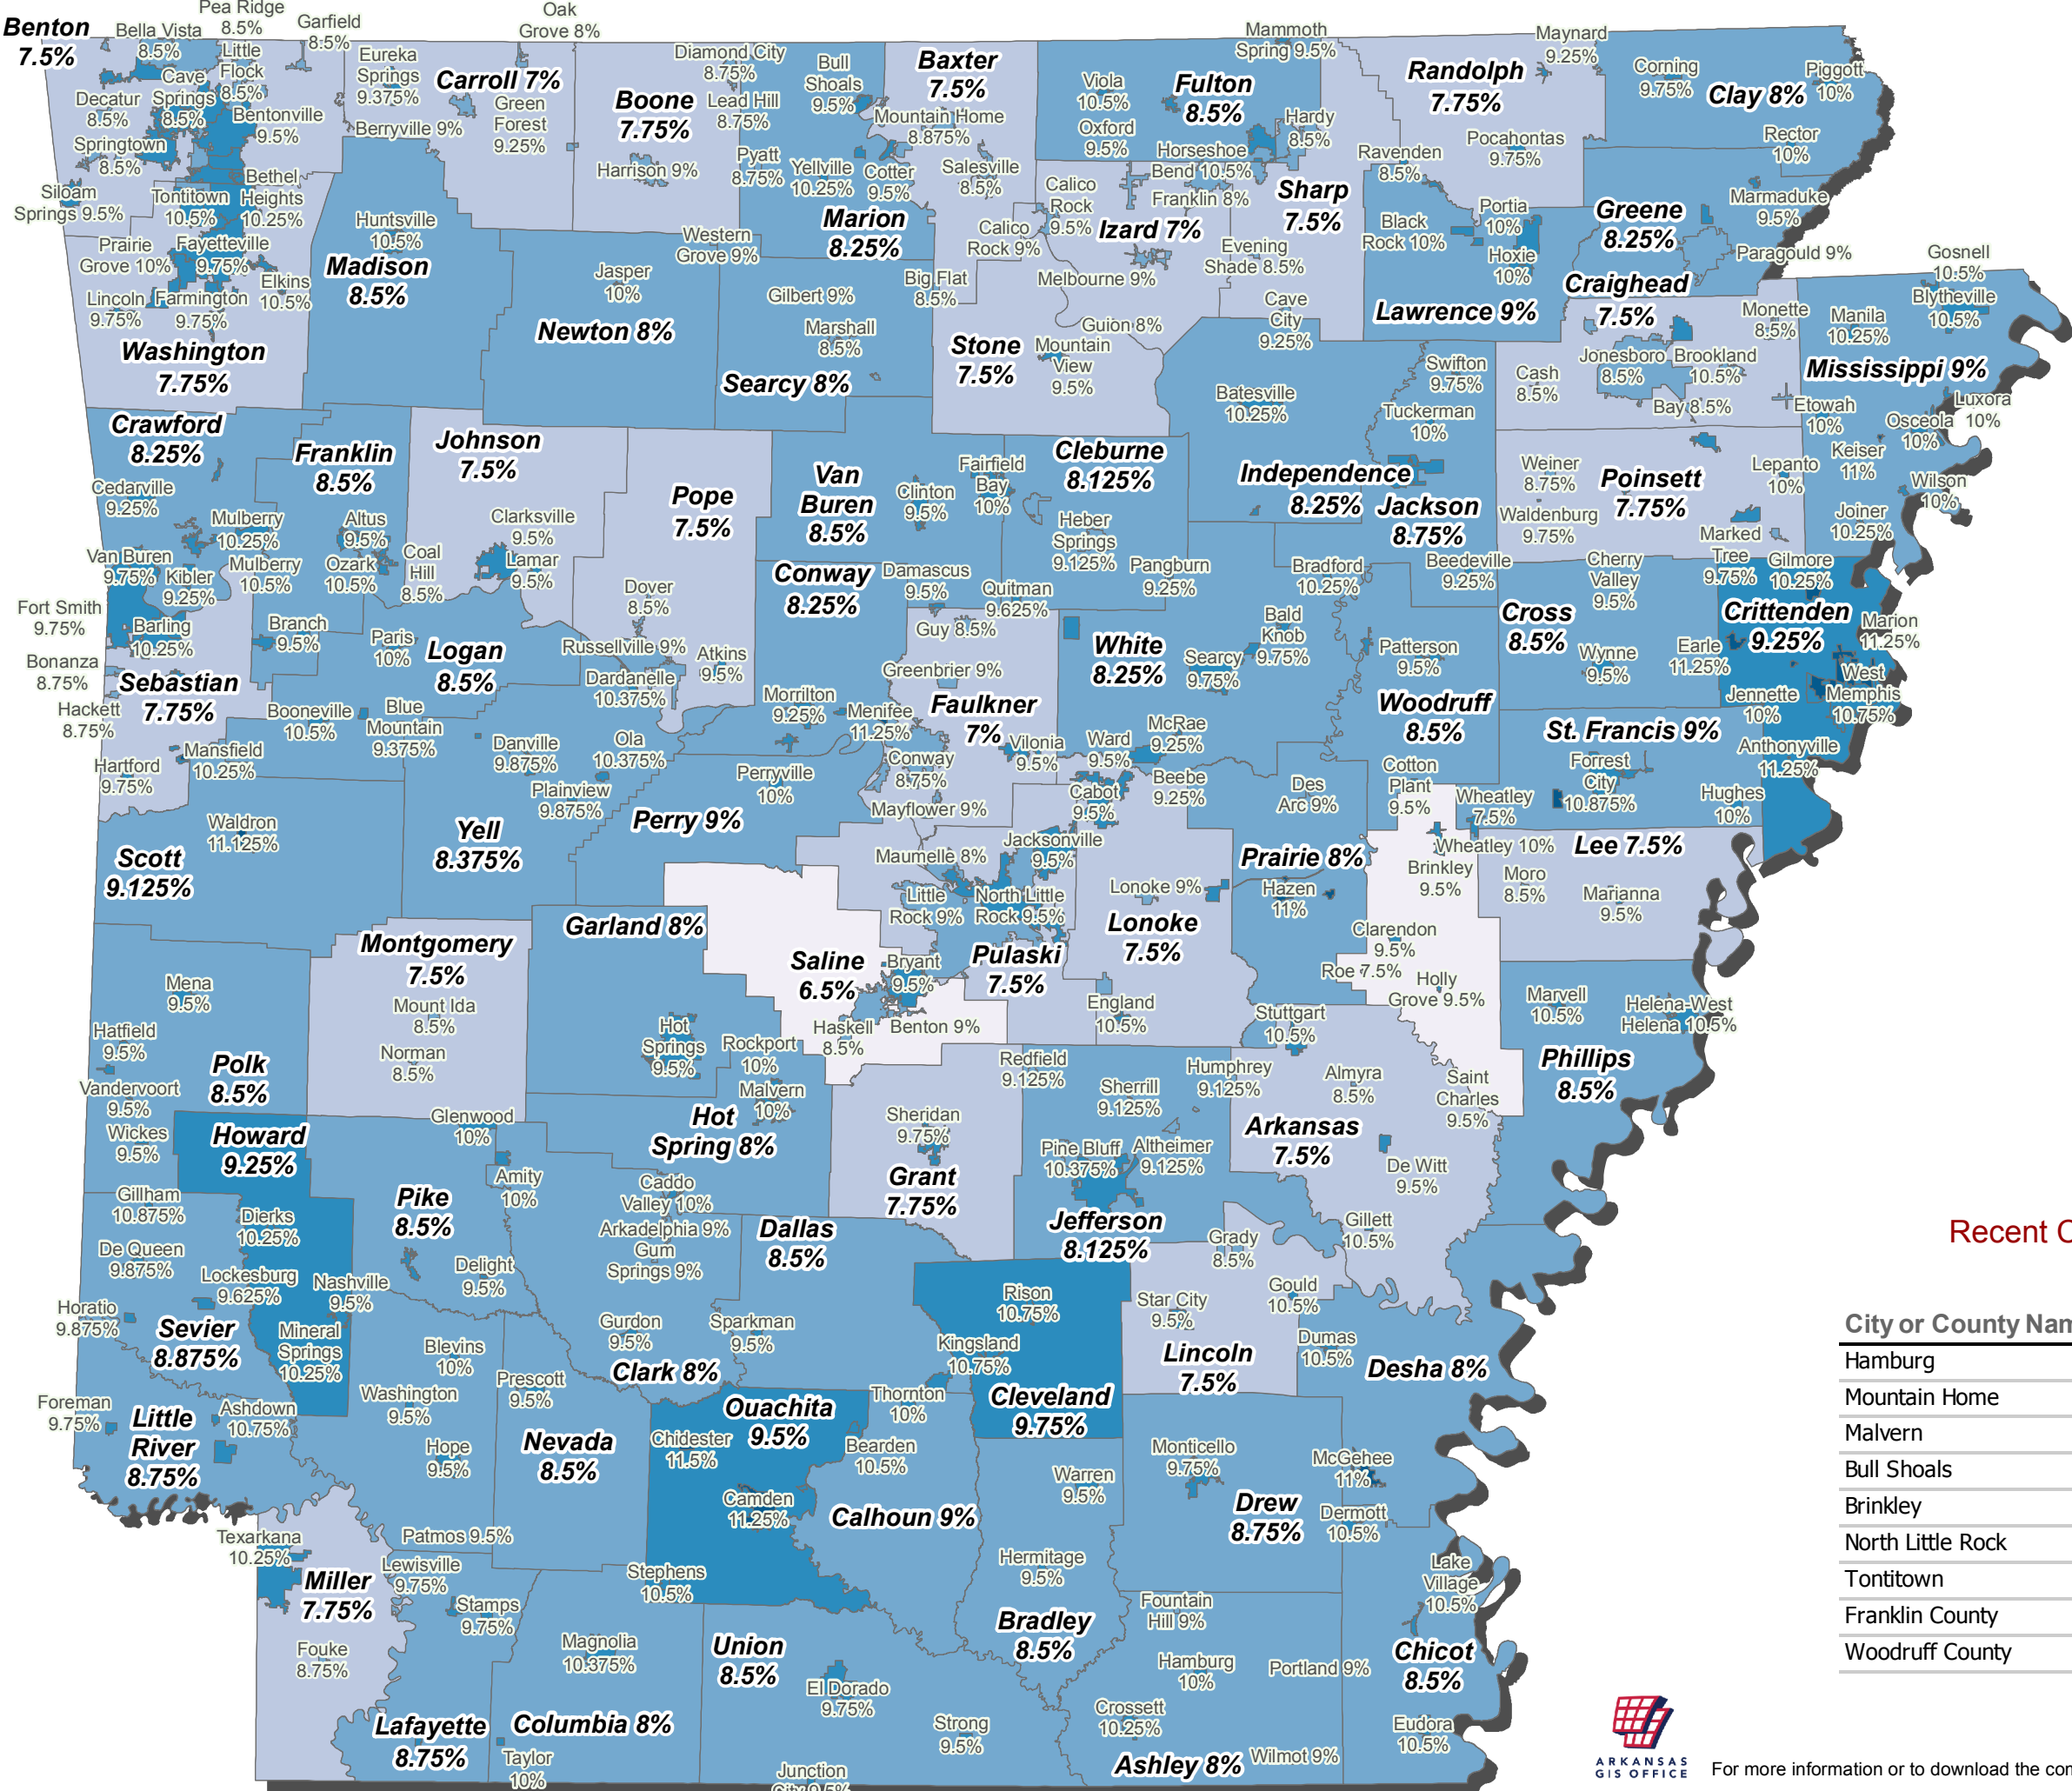 Benton
7.5%
Bella Vista
8.5%
Pea Ridge
8.5%
Garfield
8.5%
Little
Flock
8.5%
Cave
Springs
8.5%
Decatur
8.5%
Bentonville
9.5%
Springtown
8.5%
Siloam
Springs 9.5%
Tontitown
10.5%
Bethel
Heights
10.25%
Eureka
Springs
9.375%
Carroll 7%
Oak
Grove 8%
Green
Forest
9.25%
Berryville 9%
Boone
7.75%
Diamond City
8.75%
Lead Hill
8.75%
Harrison 9%
Bull
Shoals
9.5%
Pyatt
8.75%
Yellville
10.25%
Cotter
9.5%
Marion
8.25%
Baxter
7.5%
Mountain Home
8.875%
Salesville
8.5%
Mammoth
Spring 9.5%
Viola
10.5%
Fulton
8.5%
Oxford
9.5%
Hardy
8.5%
Horseshoe
Bend 10.5%
Calico
Rock
9.5%
Franklin 8%
Calico
Rock 9%
Izard 7%
Melbourne 9%
Guion 8%
Sharp
7.5%
Evening
Shade 8.5%
Cave
City
9.25%
Randolph
7.75%
Maynard
9.25%
Pocahontas
9.75%
Ravenden
8.5%
Black
Rock 10%
Portia
10%
Hoxie
10%
Lawrence 9%
Corning
9.75%
Clay 8%
Piggott
10%
Rector
10%
Greene
8.25%
Marmaduke
9.5%
Paragould 9%
Craighead
7.5%
Monette
8.5%
Jonesboro
8.5%
Brookland
10.5%
Cash
8.5%
Bay 8.5%
Gosnell
10.5%
Blytheville
10.5%
Manila
10.25%
Mississippi 9%
Etowah
10%
Luxora
10%
Osceola
10%
Keiser
11%
Wilson
10%
Joiner
10.25%
Prairie
Grove 10%
Fayetteville
9.75%
Elkins
10.5%
Lincoln
9.75%
Farmington
9.75%
Washington
7.75%
Huntsville
10.5%
Madison
8.5%
Jasper
10%
Western
Grove 9%
Newton 8%
Gilbert 9%
Marshall
8.5%
Big Flat
8.5%
Searcy 8%
Stone
7.5%
Mountain
View
9.5%
Batesville
10.25%
Independence
8.25%
Swifton
9.75%
Tuckerman
10%
Jackson
8.75%
Beedeville
9.25%
Weiner
8.75%
Poinsett
7.75%
Lepanto
10%
Waldenburg
9.75%
Marked
Tree
9.75%
Crawford
8.25%
Cedarville
9.25%
Mulberry
10.25%
Mulberry
10.5%
Van Buren
9.75%
Kibler
9.25%
Franklin
8.5%
Altus
9.5%
Ozark
10.5%
Johnson
7.5%
Clarksville
9.5%
Coal
Hill
8.5%
Lamar
9.5%
Pope
7.5%
Dover
8.5%
Russellville 9%
Atkins
9.5%
Van
Buren
8.5%
Clinton
9.5%
Fairfield
Bay
10%
Damascus
9.5%
Cleburne
8.125%
Heber
Springs
9.125%
Quitman
9.625%
Pangburn
9.25%
Conway
8.25%
Morrilton
9.25%
Menifee
11.25%
Guy 8.5%
Greenbrier 9%
Faulkner
7%
Vilonia
9.5%
Conway
8.75%
Mayflower 9%
White
8.25%
Bradford
10.25%
Bald
Knob
9.75%
Searcy
9.75%
McRae
9.25%
Beebe
9.25%
Ward
9.5%
Cabot
9.5%
Patterson
9.5%
Woodruff
8.5%
Cotton
Plant
9.5%
Cherry
Valley
9.5%
Cross
8.5%
Wynne
9.5%
Gilmore
10.25%
Crittenden
9.25%
Marion
11.25%
Earle
11.25%
West
Memphis
10.75%
Jennette
10%
Anthonyville
11.25%
St. Francis 9%
Forrest
City
10.875%
Wheatley
7.5%
Hughes
10%
Fort Smith
9.75%
Barling
10.25%
Bonanza
8.75%
Sebastian
7.75%
Hackett
8.75%
Mansfield
10.25%
Hartford
9.75%
Branch
9.5%
Paris
10%
Logan
8.5%
Booneville
10.5%
Blue
Mountain
9.375%
Dardanelle
10.375%
Danville
9.875%
Ola
10.375%
Plainview
9.875%
Yell
8.375%
Perryville
10%
Perry 9%
Scott
9.125%
Waldron
11.125%
Maumelle 8%
Jacksonville
9.5%
Little
Rock 9%
North Little
Rock 9.5%
Pulaski
7.5%
Lonoke 9%
Lonoke
7.5%
England
10.5%
Des
Arc 9%
Prairie 8%
Hazen
11%
Wheatley 10%
Brinkley
9.5%
Clarendon
9.5%
Roe 7.5%
Holly
Grove 9.5%
Lee 7.5%
Moro
8.5%
Marianna
9.5%
Marvell
10.5%
Helena-West
Helena 10.5%
Phillips
8.5%
Montgomery
7.5%
Mount Ida
8.5%
Norman
8.5%
Garland 8%
Hot
Springs
9.5%
Saline
6.5%
Bryant
9.5%
Haskell
8.5%
Benton 9%
Mena
9.5%
Hatfield
9.5%
Polk
8.5%
Vandervoort
9.5%
Wickes
9.5%
Rockport
10%
Malvern
10%
Hot
Spring 8%
Sheridan
9.75%
Grant
7.75%
Redfield
9.125%
Sherrill
9.125%
Humphrey
9.125%
Pine Bluff
10.375%
Altheimer
9.125%
Jefferson
8.125%
Stuttgart
10.5%
Almyra
8.5%
Saint
Charles
9.5%
Arkansas
7.5%
De Witt
9.5%
Gillett
10.5%
Howard
9.25%
Dierks
10.25%
Nashville
9.5%
Mineral
Springs
10.25%
Glenwood
10%
Amity
10%
Pike
8.5%
Delight
9.5%
Caddo
Valley 10%
Arkadelphia 9%
Gum
Springs 9%
Gurdon
9.5%
Clark 8%
Dallas
8.5%
Sparkman
9.5%
Gillham
10.875%
De Queen
9.875%
Lockesburg
9.625%
Horatio
9.875%
Sevier
8.875%
Foreman
9.75%
Little
River
8.75%
Ashdown
10.75%
Blevins
10%
Washington
9.5%
Hope
9.5%
Patmos 9.5%
Prescott
9.5%
Nevada
8.5%
Ouachita
9.5%
Chidester
11.5%
Camden
11.25%
Stephens
10.5%
Thornton
10%
Bearden
10.5%
Calhoun 9%
Rison
10.75%
Kingsland
10.75%
Cleveland
9.75%
Grady
8.5%
Star City
9.5%
Gould
10.5%
Lincoln
7.5%
Dumas
10.5%
Desha 8%
McGehee
11%
Monticello
9.75%
Drew
8.75%
Dermott
10.5%
Warren
9.5%
Hermitage
9.5%
Bradley
8.5%
Texarkana
10.25%
Miller
7.75%
Fouke
8.75%
Lewisville
9.75%
Stamps
9.75%
Lafayette
8.75%
Magnolia
10.375%
Columbia 8%
Taylor
10%
Union
8.5%
El Dorado
9.75%
Strong
9.5%
Junction
City 9.5%
Fountain
Hill 9%
Hamburg
10%
Portland 9%
Crossett
10.25%
Ashley 8%
Wilmot 9%
Lake
Village
10.5%
Chicot
8.5%
Eudora
10.5%
Recent C
City or County Nam
Hamburg
Mountain Home
Malvern
Bull Shoals
Brinkley
North Little Rock
Tontitown
Franklin County
Woodruff County
ARKANSAS
GIS OFFICE
For more information or to download the con